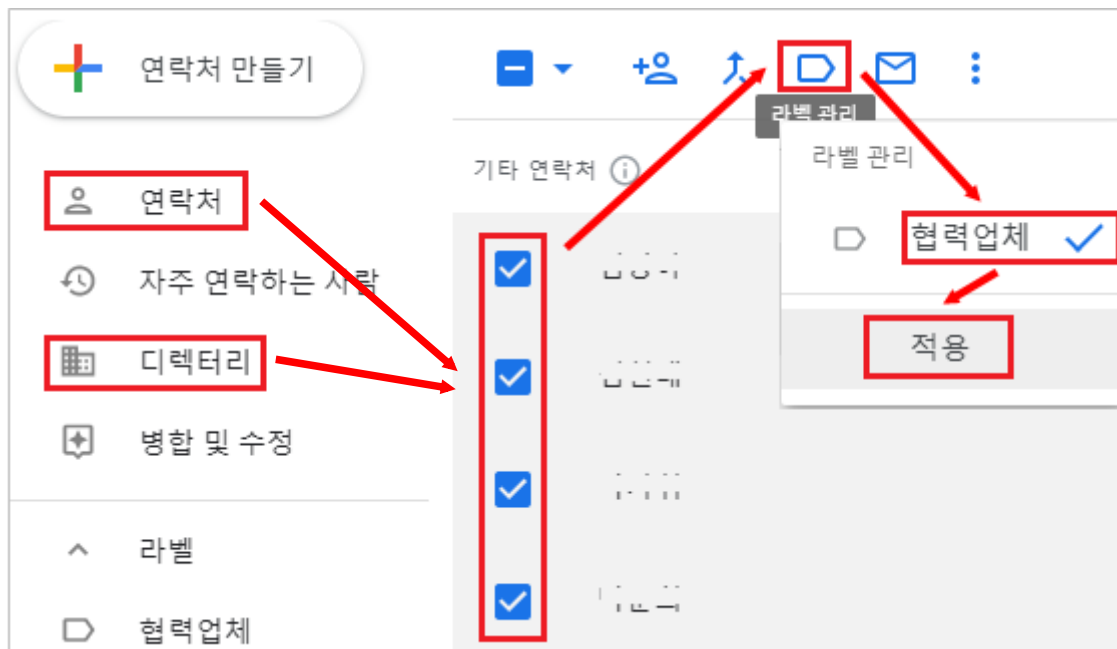 연락처 만들기
연락처
자주 연락하는 사람
디렉터리
병합 및 수정
라벨
협력업체
라벨 관리
기타 연락처
라벨 관리
협력업체
적용